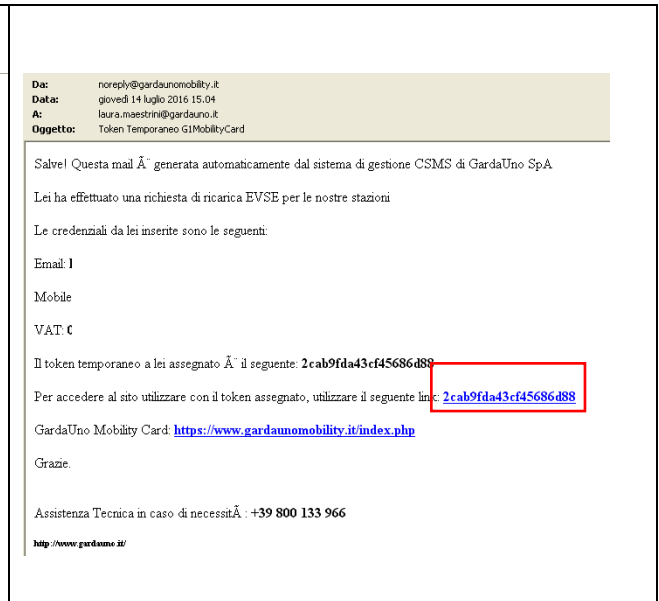 Da: noreply@gardaunomobility.it
Data: giovedì 14 luglio 2016 15.04
A: laura.maestrini@gardauno.it
Oggetto: Token Temporaneo G1MobilityCard
Salve! Questa mail Ã¨ generata automaticamente dal sistema di gestione CSMS di GardaUno SpA
Lei ha effettuato una richiesta di ricarica EVSE per le nostre stazioni
Le credenziali da lei inserite sono le seguenti:
Email:
Mobile
VAT:
Il token temporaneo a lei assegnato Ã¨ il seguente: 2cab9fda43cf45686d88
Per accedere al sito utilizzare con il token assegnato, utilizzare il seguente link: 2cab9fda43cf45686d88
GardaUno Mobility Card: https://www.gardaunomobility.it/index.php
Grazie.
Assistenza Tecnica in caso di necessitÃ : +39 800 133 966
http://www.gardauno.it/